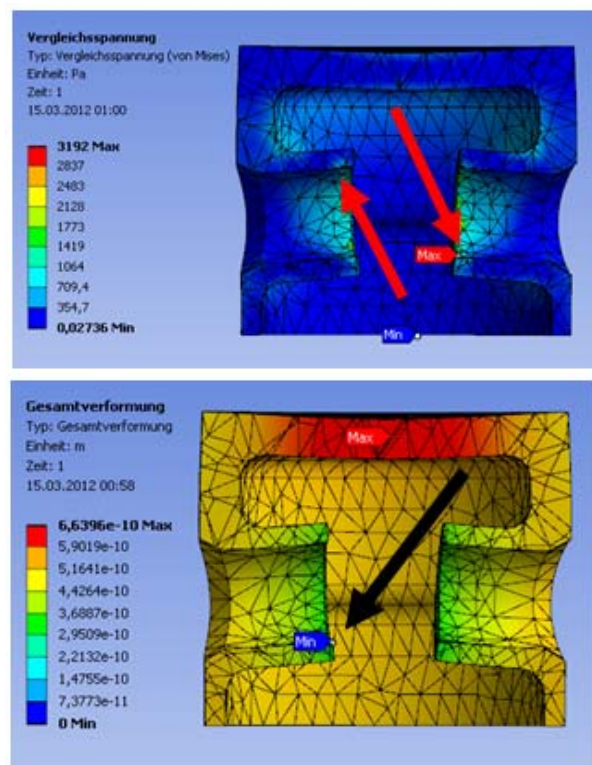 Vergleichsspannung
Typ: Vergleichsspannung (von Mises)
Einheit: Pa
Zeit: 1
15.03.2012 01:00
3192 Max
2837
2483
2128
1773
1419
1064
709,4
354,7
0,02736 Min
Max
Min
Gesamtverformung
Typ: Gesamtverformung
Einheit: m
Zeit: 1
15.03.2012 00:58
6,6396e-10 Max
5,9019e-10
5,1641e-10
4,4264e-10
3,6887e-10
2,9509e-10
2,2132e-10
1,4755e-10
7,3773e-11
0 Min
Max
Min